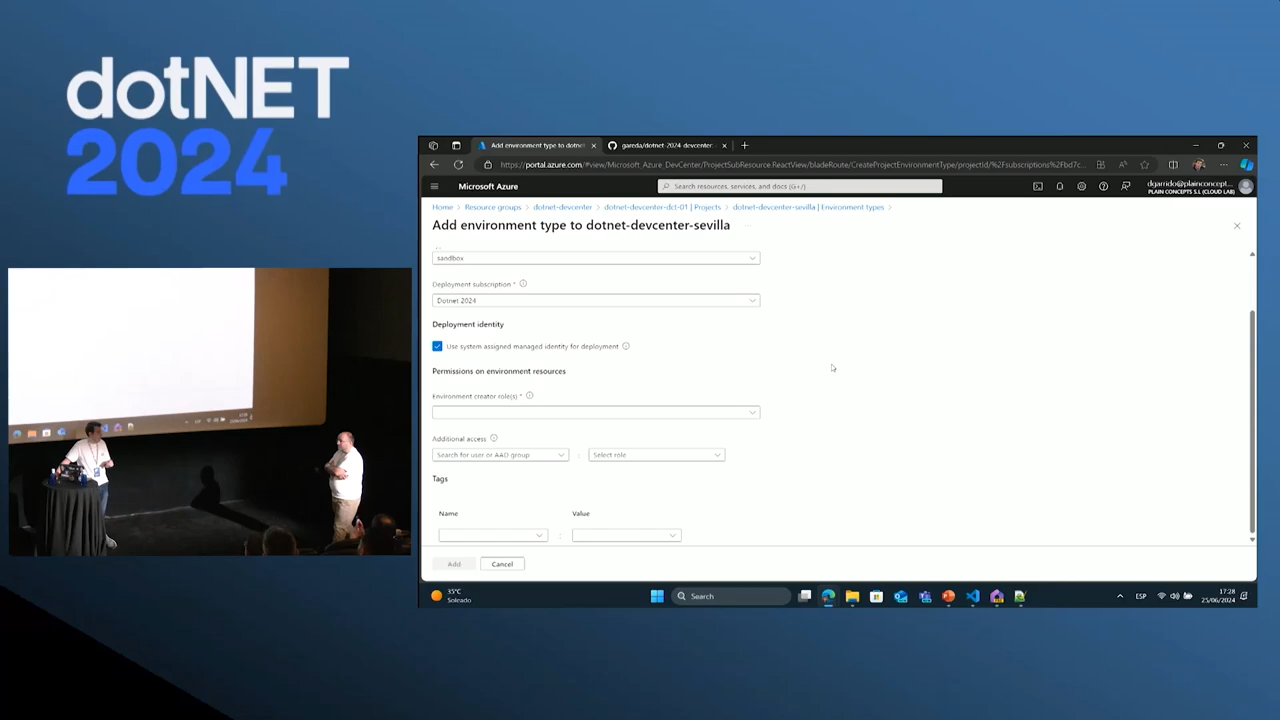 dotNET
2024
Add environment type to dotnet
gareda/dotnet-2024-devcenter:
https://portal.azure.com/#view/Microsoft_Azure_DevCenter/ProjectSubResource.ReactView/bladeRoute/CreateProjectEnvironmentType/projectId/%2Fsubscriptions%2Fbd7c...
Microsoft Azure
Search resources, services, and docs (G+/)
dgarrido@plainconcept...
PLAIN CONCEPTS S.L (CLOUD LAB)
Home > Resource groups > dotnet-devcenter > dotnet-devcenter-dct-01 | Projects > dotnet-devcenter-sevilla | Environment types >
Add environment type to dotnet-devcenter-sevilla ...
sandbox
Deployment subscription *
Dotnet 2024
Deployment identity
Use system assigned managed identity for deployment
Permissions on environment resources
Environment creator role(s) *
Additional access
Search for user or AAD group : Select role
Tags
Name Value
:
Add Cancel
35°C
Soleado
Search
ESP
17:28
25/06/2024